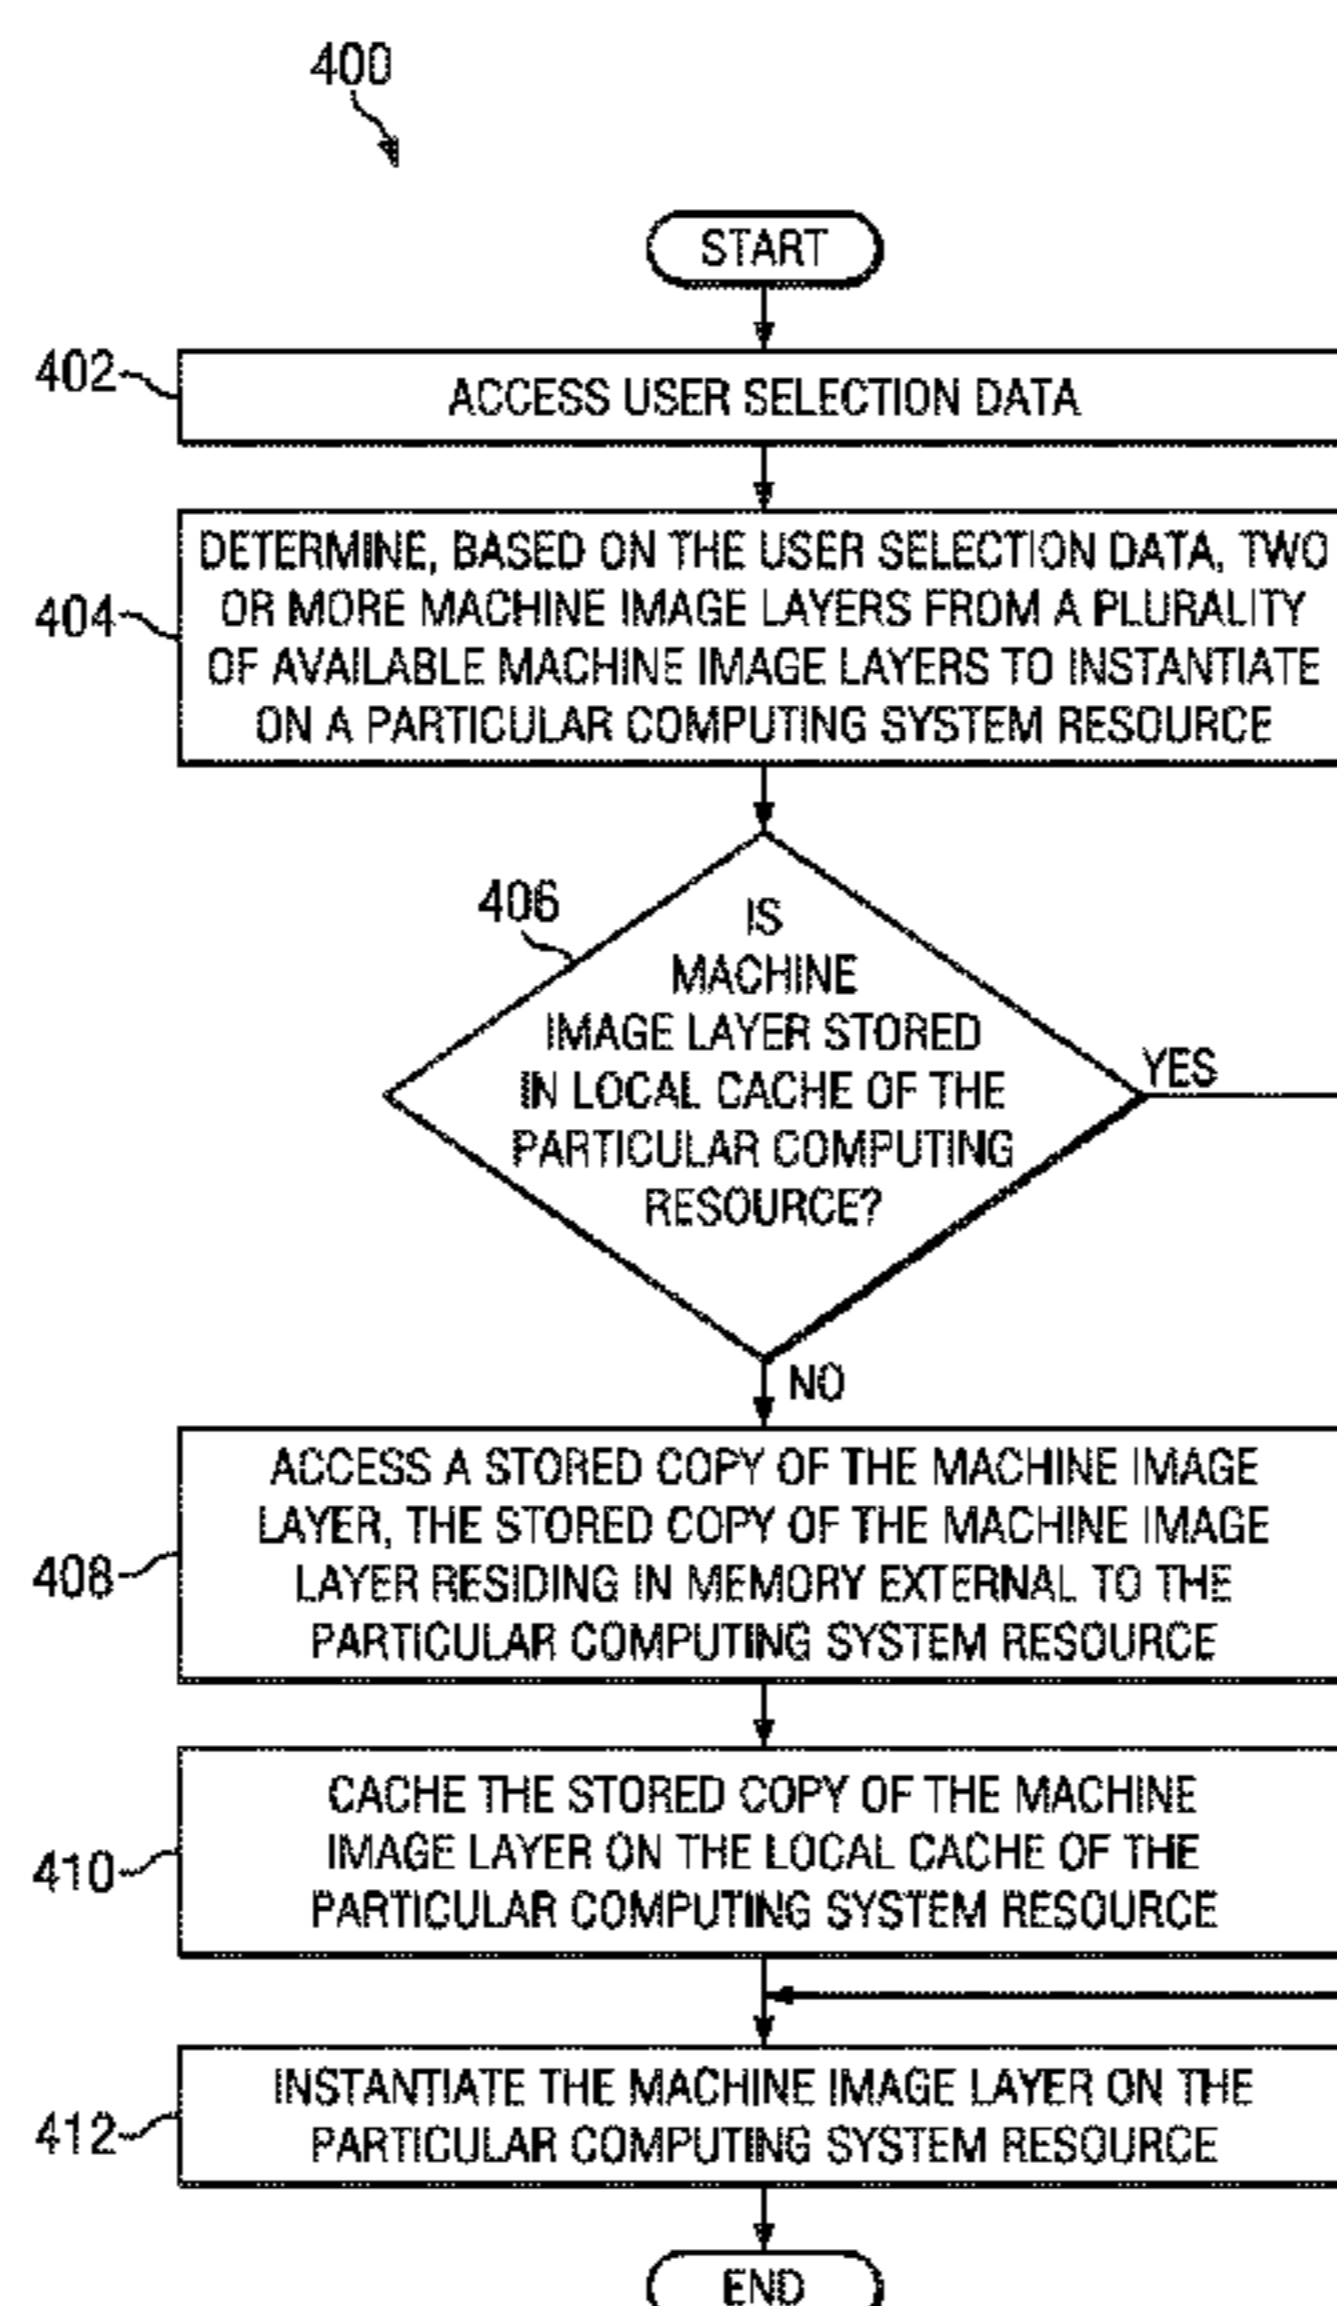 400
START
402
ACCESS USER SELECTION DATA
404
DETERMINE, BASED ON THE USER SELECTION DATA, TWO
OR MORE MACHINE IMAGE LAYERS FROM A PLURALITY
OF AVAILABLE MACHINE IMAGE LAYERS TO INSTANTIATE
ON A PARTICULAR COMPUTING SYSTEM RESOURCE
406
IS
MACHINE
IMAGE LAYER STORED
IN LOCAL CACHE OF THE
PARTICULAR COMPUTING
RESOURCE?
YES
NO
408
ACCESS A STORED COPY OF THE MACHINE IMAGE
LAYER, THE STORED COPY OF THE MACHINE IMAGE
LAYER RESIDING IN MEMORY EXTERNAL TO THE
PARTICULAR COMPUTING SYSTEM RESOURCE
410
CACHE THE STORED COPY OF THE MACHINE
IMAGE LAYER ON THE LOCAL CACHE OF THE
PARTICULAR COMPUTING SYSTEM RESOURCE
412
INSTANTIATE THE MACHINE IMAGE LAYER ON THE
PARTICULAR COMPUTING SYSTEM RESOURCE
END